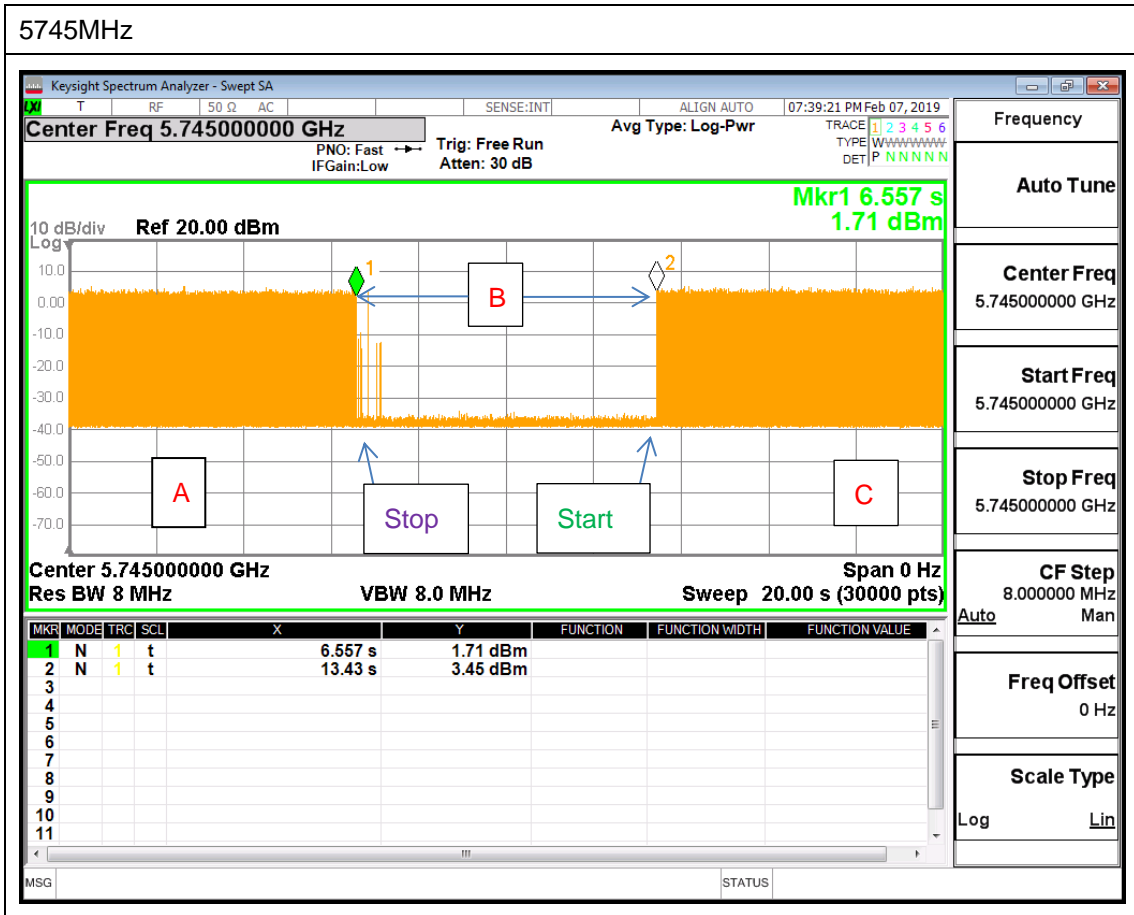 5745MHz
Keysight Spectrum Analyzer - Swept SA
LXI T RF 50 Ω AC SENSE:INT ALIGN AUTO 07:39:21 PM Feb 07, 2019
Center Freq 5.745000000 GHz
PNO: Fast
IFGain:Low
Trig: Free Run
Atten: 30 dB
Avg Type: Log-Pwr
TRACE 1 2 3 4 5 6
TYPE WWWWWWW
DET P N N N N N
Mkr1 6.557 s
1.71 dBm
10 dB/div Ref 20.00 dBm
Log
10.0
0.00
-10.0
-20.0
-30.0
-40.0
-50.0
-60.0
-70.0
1
2
B
A
Stop
Start
C
Center 5.745000000 GHz Span 0 Hz
Res BW 8 MHz VBW 8.0 MHz Sweep 20.00 s (30000 pts)
MKR MODE TRC SCL X Y FUNCTION FUNCTION WIDTH FUNCTION VALUE
1 N 1 t 6.557 s 1.71 dBm
2 N 1 t 13.43 s 3.45 dBm
3
4
5
6
7
8
9
10
11
MSG STATUS
Frequency
Auto Tune
Center Freq
5.745000000 GHz
Start Freq
5.745000000 GHz
Stop Freq
5.745000000 GHz
CF Step
8.000000 MHz
Auto Man
Freq Offset
0 Hz
Scale Type
Log Lin